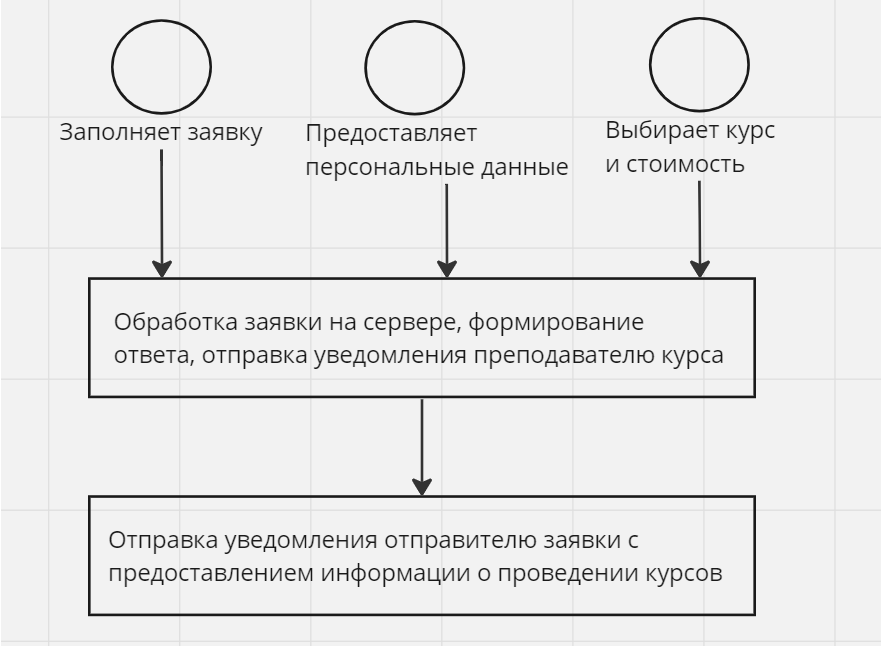 Заполняет заявку
Предоставляет
персональные данные
Выбирает курс
и стоимость
Обработка заявки на сервере, формирование
ответа, отправка уведомления преподавателю курса
Отправка уведомления отправителю заявки с
предоставлением информации о проведении курсов